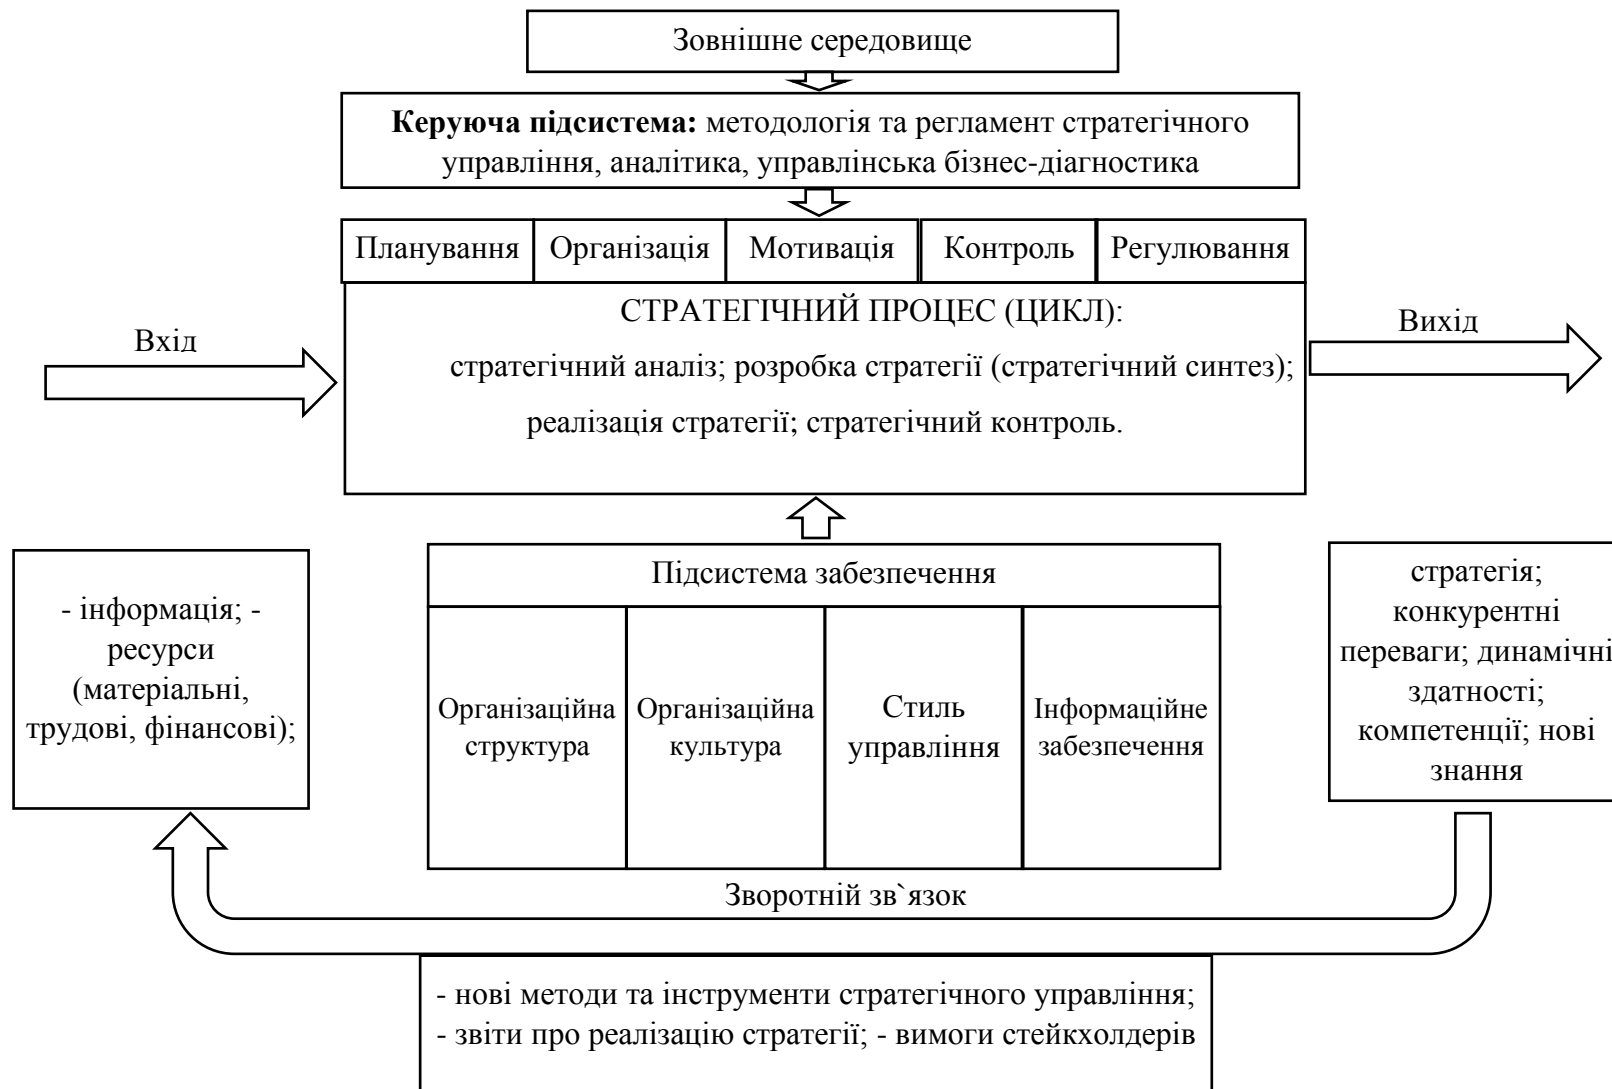 Зовнішнє середовище
Керуюча підсистема: методологія та регламент стратегічного
управління, аналітика, управлінська бізнес-діагностика
Планування
Організація
Мотивація
Контроль
Регулювання
СТРАТЕГІЧНИЙ ПРОЦЕС (ЦИКЛ):
стратегічний аналіз; розробка стратегії (стратегічний синтез);
реалізація стратегії; стратегічний контроль.
Вхід
Вихід
- інформація; -
ресурси
(матеріальні,
трудові, фінансові);
Підсистема забезпечення
Організаційна
структура
Організаційна
культура
Стиль
управління
Інформаційне
забезпечення
стратегія;
конкурентні
переваги; динамічні
здатності;
компетенції; нові
знання
Зворотній зв`язок
- нові методи та інструменти стратегічного управління;
- звіти про реалізацію стратегії; - вимоги стейкхолдерів